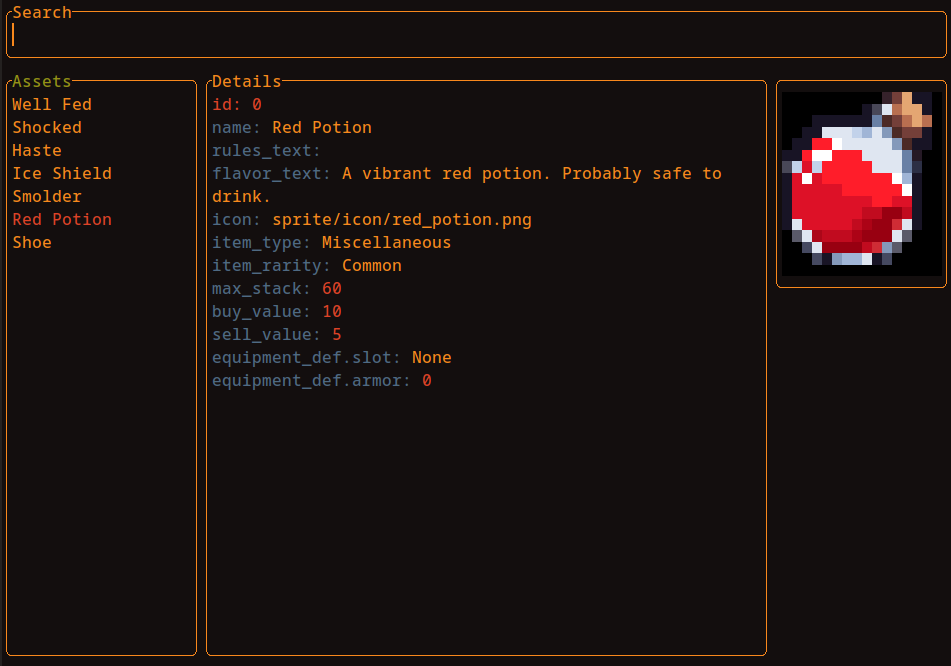 Search
Assets
Well Fed
Shocked
Haste
Ice Shield
Smolder
Red Potion
Shoe
Details
id: 0
name: Red Potion
rules_text:
flavor_text: A vibrant red potion. Probably safe to
drink.
icon: sprite/icon/red_potion.png
item_type: Miscellaneous
item_rarity: Common
max_stack: 60
buy_value: 10
sell_value: 5
equipment_def.slot: None
equipment_def.armor: 0